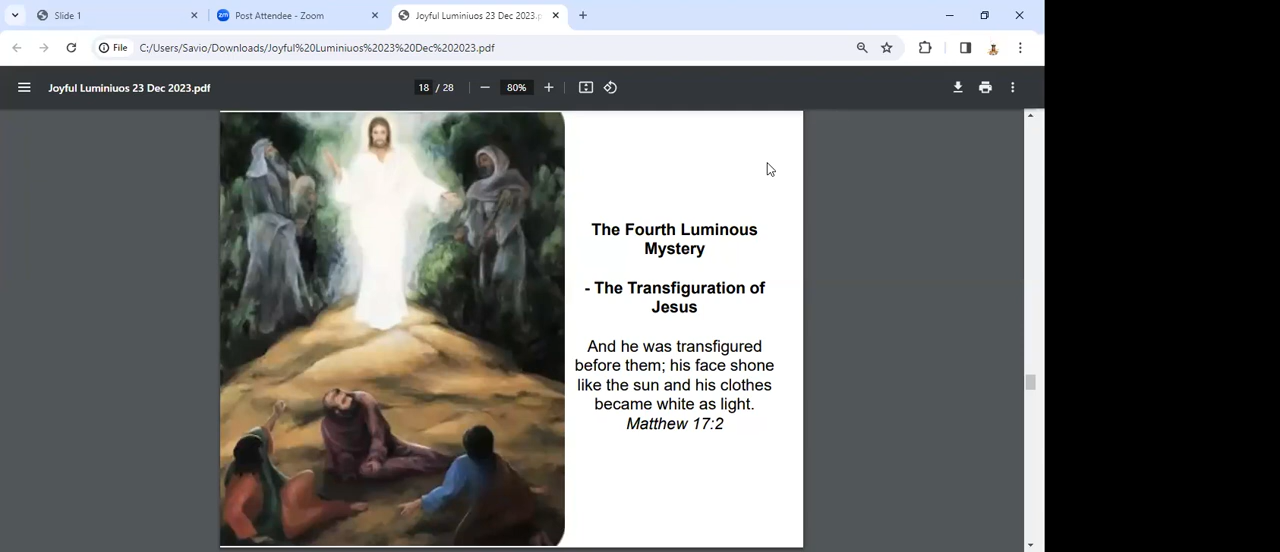 Slide 1
zm Post Attendee - Zoom
Joyful Luminiuos 23 Dec 2023.p
File C:/Users/Savio/Downloads/Joyful%20Luminiuos%2023%20Dec%202023.pdf
Joyful Luminiuos 23 Dec 2023.pdf
18 / 28
80%
The Fourth Luminous
Mystery
- The Transfiguration of
Jesus
And he was transfigured
before them; his face shone
like the sun and his clothes
became white as light.
Matthew 17:2